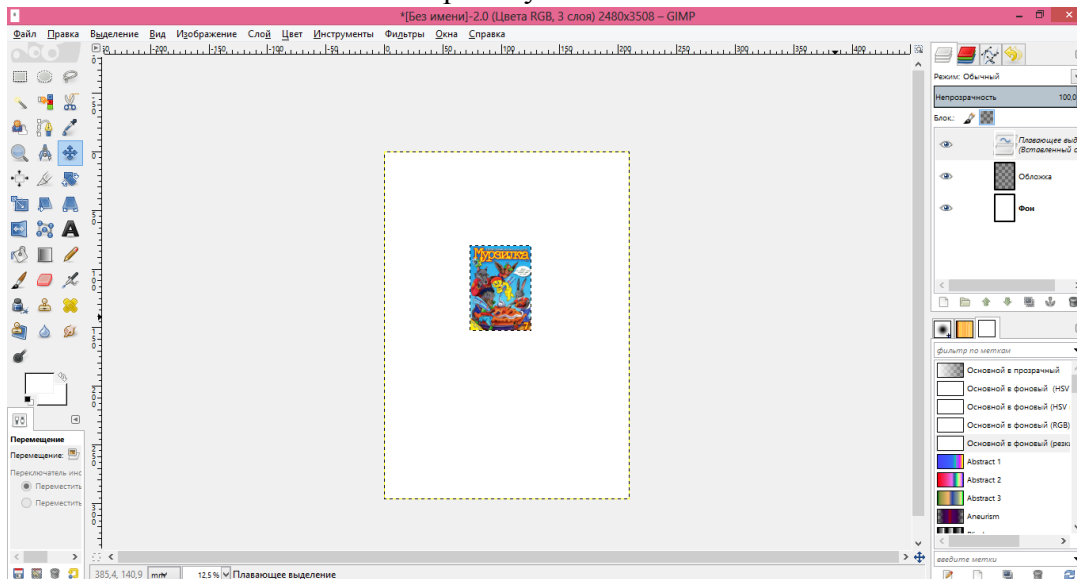 *[Без имени]-2.0 (Цвета RGB, 3 слоя) 2480x3508 – GIMP
Файл Правка Выделение Вид Изображение Слой Цвет Инструменты Фильтры Окна Справка
Режим: Обычный
Непрозрачность 100,0
Блок.:
Плавающее выд
(Вставленный с
Обложка
Фон
Мурзилка
фильтр по меткам
Основной в прозрачный
Основной в фоновый (HSV
Основной в фоновый (HSV
Основной в фоновый (RGB)
Основной в фоновый (резк
Abstract 1
Abstract 2
Abstract 3
Aneurism
введите метки
Перемещение
Перемещение:
Переключатель инс
Переместить
Переместить
385,4, 140,9 mm 12,5 % Плавающее выделение